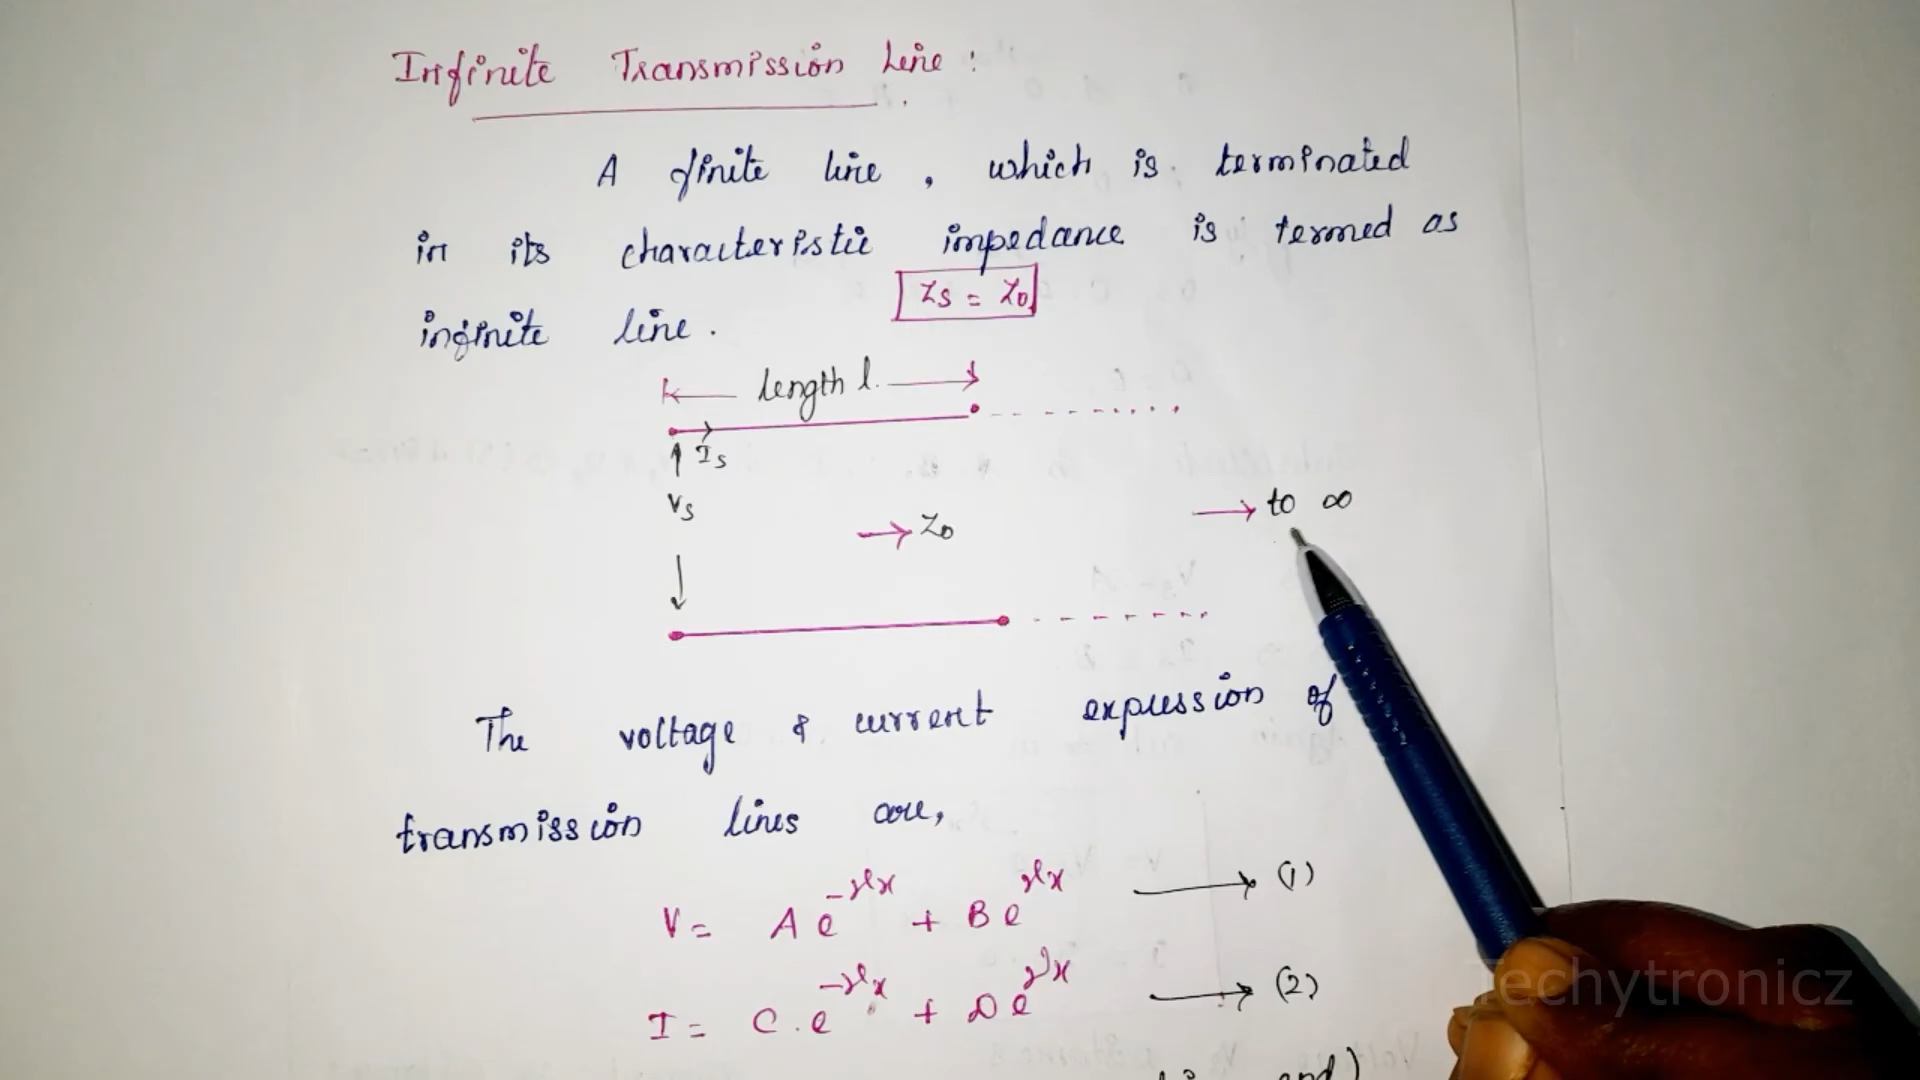 Infinite Transmission Line :
A finite line , which is terminated
in its characteristic impedance is termed as
Zs = Z0
infinite line .
length l.
Is
Vs
to ∞
Z0
The voltage & current expression of
transmission lines are,
V = A e^-γx + B e^γx → (1)
I = C . e^-γx + D e^γx → (2)
end)
Techytronicz